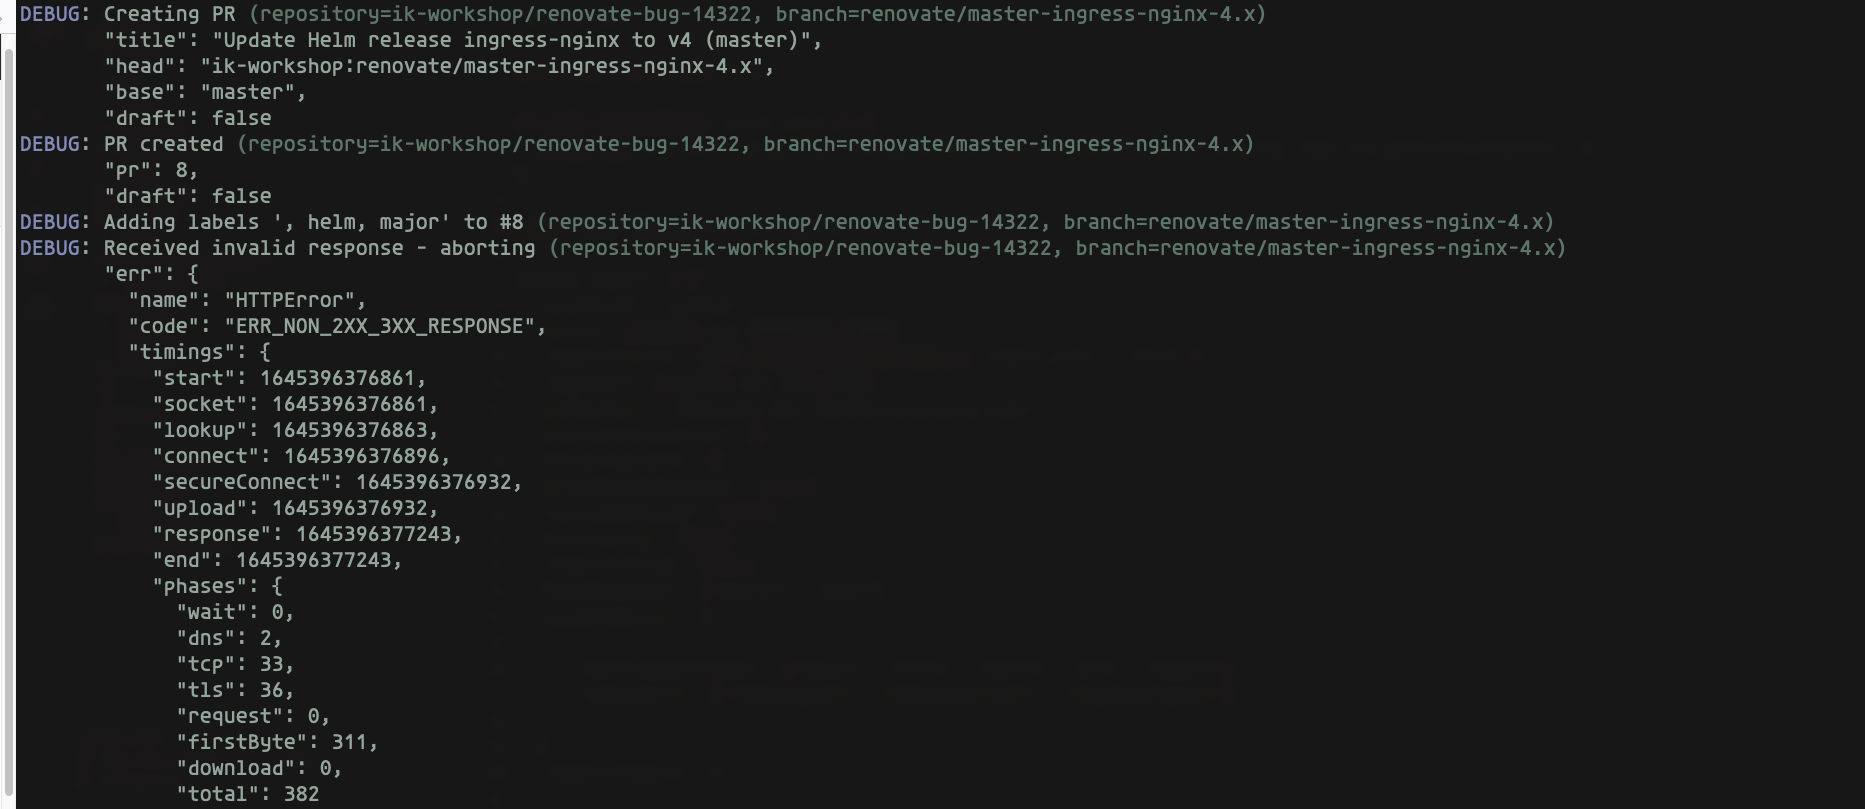 DEBUG: Creating PR (repository=ik-workshop/renovate-bug-14322, branch=renovate/master-ingress-nginx-4.x)
"title": "Update Helm release ingress-nginx to v4 (master)",
"head": "ik-workshop:renovate/master-ingress-nginx-4.x",
"base": "master",
"draft": false
DEBUG: PR created (repository=ik-workshop/renovate-bug-14322, branch=renovate/master-ingress-nginx-4.x)
"pr": 8,
"draft": false
DEBUG: Adding labels ', helm, major' to #8 (repository=ik-workshop/renovate-bug-14322, branch=renovate/master-ingress-nginx-4.x)
DEBUG: Received invalid response - aborting (repository=ik-workshop/renovate-bug-14322, branch=renovate/master-ingress-nginx-4.x)
"err": {
"name": "HTTPError",
"code": "ERR_NON_2XX_3XX_RESPONSE",
"timings": {
"start": 1645396376861,
"socket": 1645396376861,
"lookup": 1645396376863,
"connect": 1645396376896,
"secureConnect": 1645396376932,
"upload": 1645396376932,
"response": 1645396377243,
"end": 1645396377243,
"phases": {
"wait": 0,
"dns": 2,
"tcp": 33,
"tls": 36,
"request": 0,
"firstByte": 311,
"download": 0,
"total": 382